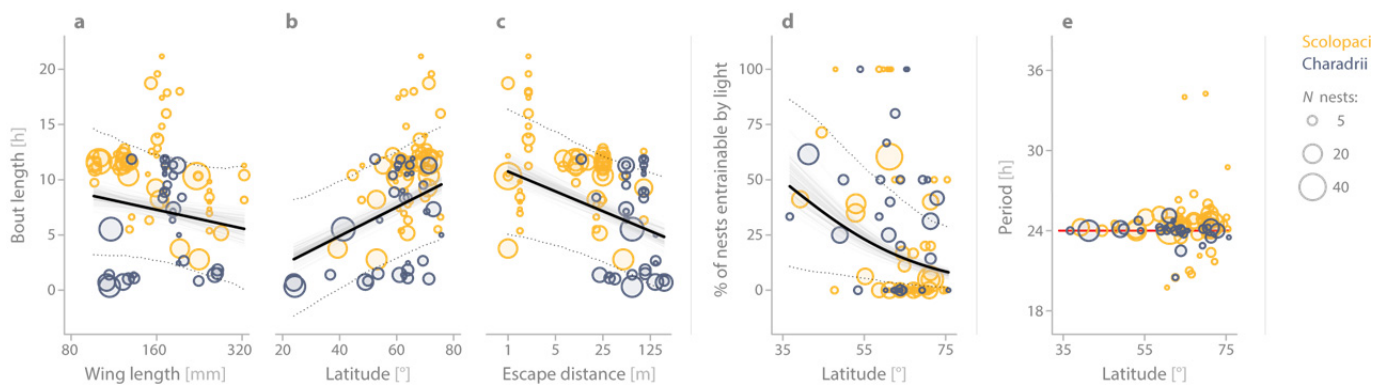 a b c d e
Bout length [h]
20
15
10
5
0
80 160 320
Wing length [mm]
20 40 60 80
Latitude [°]
1 5 25 125
Escape distance [m]
% of nests entrainable by light
100
75
50
25
0
35 55 75
Latitude [°]
Period [h]
36
30
24
18
35 55 75
Latitude [°]
Scolopaci
Charadrii
N nests:
5
20
40